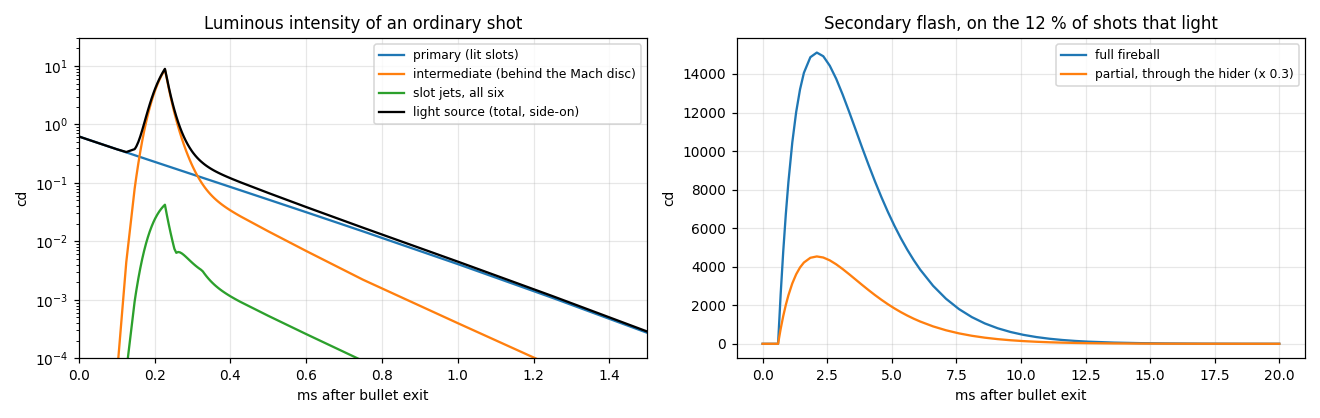 Luminous intensity of an ordinary shot
primary (lit slots)
intermediate (behind the Mach disc)
slot jets, all six
light source (total, side-on)
cd
10¹
10⁰
10⁻¹
10⁻²
10⁻³
10⁻⁴
0.0 0.2 0.4 0.6 0.8 1.0 1.2 1.4
ms after bullet exit
Secondary flash, on the 12 % of shots that light
full fireball
partial, through the hider (x 0.3)
cd
14000
12000
10000
8000
6000
4000
2000
0
0.0 2.5 5.0 7.5 10.0 12.5 15.0 17.5 20.0
ms after bullet exit